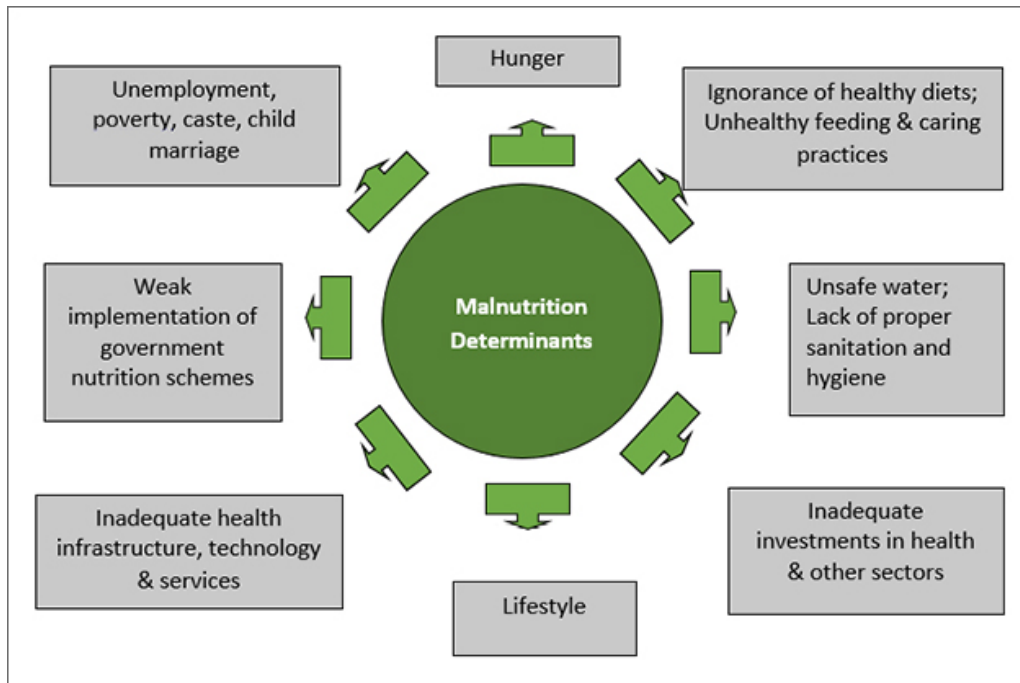 Hunger
Unemployment,
poverty, caste, child
marriage
Ignorance of healthy diets;
Unhealthy feeding & caring
practices
Weak
implementation of
government
nutrition schemes
Malnutrition
Determinants
Unsafe water;
Lack of proper
sanitation and
hygiene
Inadequate health
infrastructure, technology
& services
Lifestyle
Inadequate
investments in health
& other sectors